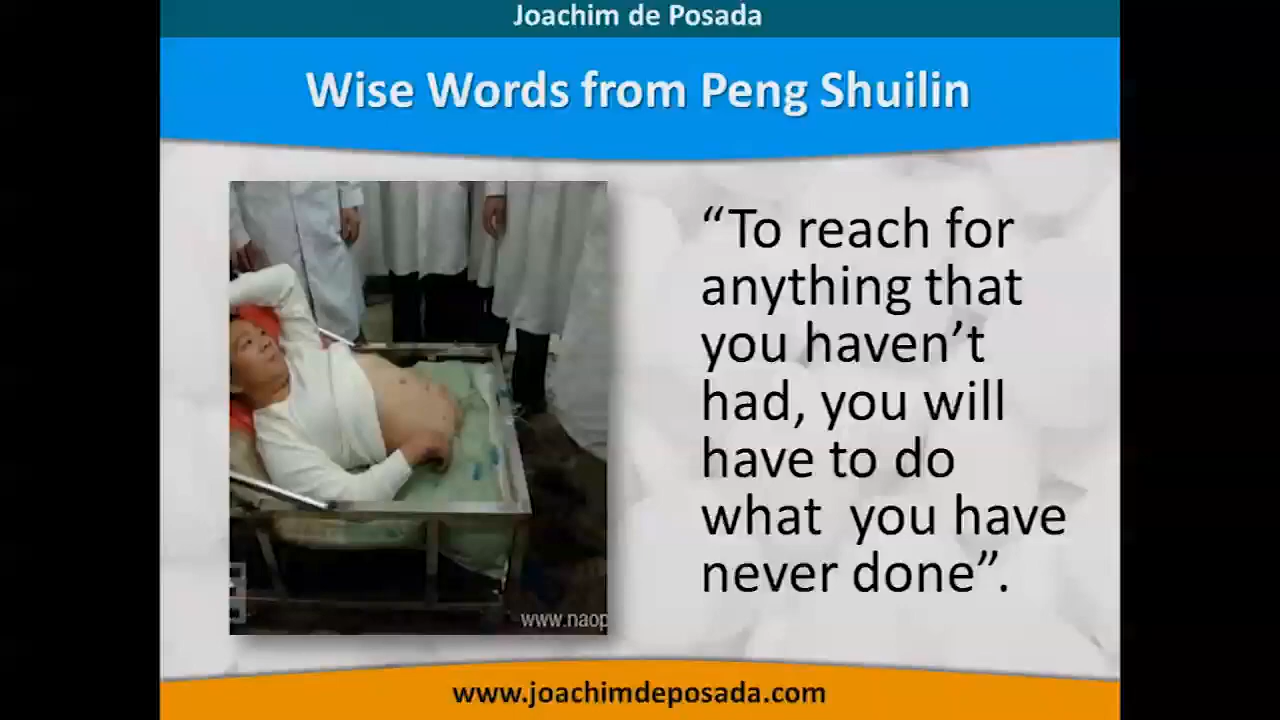 Joachim de Posada
Wise Words from Peng Shuilin
“To reach for
anything that
you haven’t
had, you will
have to do
what  you have
never done”.
www.naop
www.joachimdeposada.com